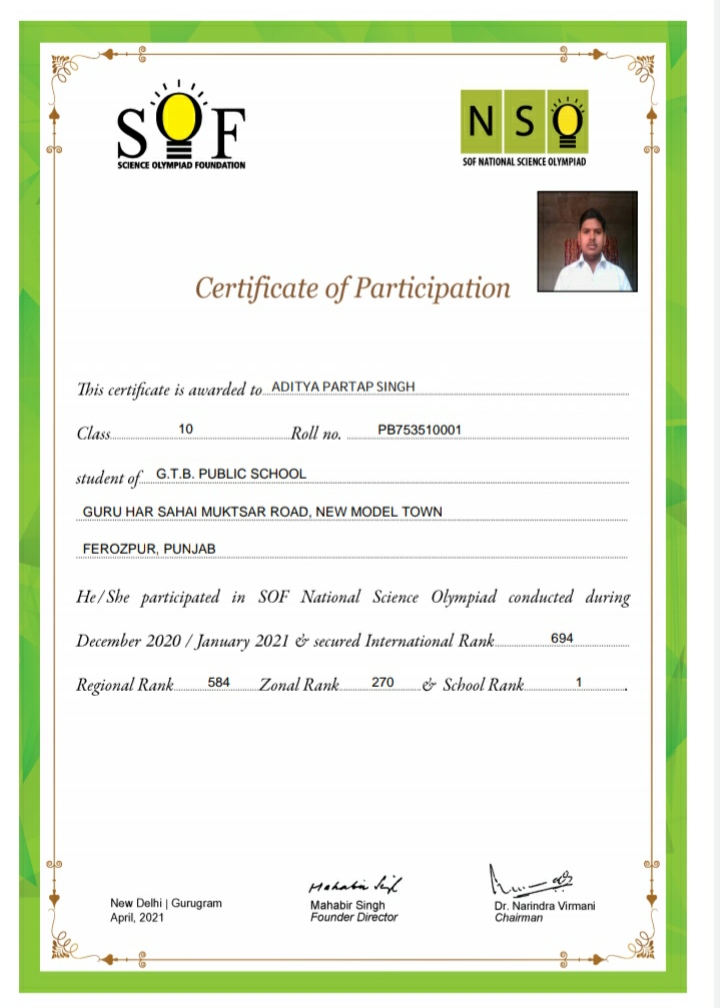 SOF
SCIENCE OLYMPIAD FOUNDATION
NSO
SOF NATIONAL SCIENCE OLYMPIAD
Certificate of Participation
This certificate is awarded to ADITYA PARTAP SINGH
Class 10 Roll no. PB753510001
student of G.T.B. PUBLIC SCHOOL
GURU HAR SAHAI MUKTSAR ROAD, NEW MODEL TOWN
FEROZPUR, PUNJAB
He/She participated in SOF National Science Olympiad conducted during
December 2020 / January 2021 & secured International Rank 694
Regional Rank 584 Zonal Rank 270 & School Rank 1.
Mahabir Singh
New Delhi | Gurugram
April, 2021
Mahabir Singh
Founder Director
Dr. Narindra Virmani
Chairman